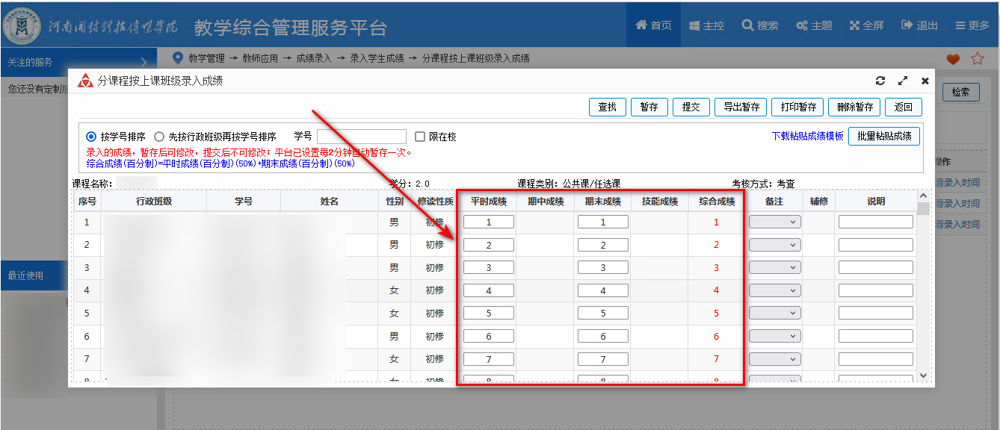 河南开封科技传媒学院 教学综合管理服务平台 首页 主控 搜索 主题 全屏 退出 更多
关注的服务 教学管理 → 教师应用 → 成绩录入 → 录入学生成绩 → 分课程按上课班级录入成绩
您还没有定制服
检索
分课程按上课班级录入成绩
查找 暂存 提交 导出暂存 打印暂存 删除暂存 返回
按学号排序 先按行政班级再按学号排序 学号 限在校 下载粘贴成绩模板 批量粘贴成绩
录入的成绩，暂存后可修改，提交后不可修改；平台已设置每2分钟自动暂存一次。
综合成绩(百分制)=平时成绩(百分制)(50%)+期末成绩(百分制)(50%)
操作
课程名称： 学分：2.0 课程类别：公共课/任选课 考核方式：考查
看录入时间
看录入时间
看录入时间
序号 行政班级 学号 姓名 性别 修读性质 平时成绩 期中成绩 期末成绩 技能成绩 综合成绩 备注 辅修 说明
1 男 初修 1 1 1
2 男 初修 2 2 2
3 男 初修 3 3 3
最近使用
4 女 初修 4 4 4
5 女 初修 5 5 5
6 男 初修 6 6 6
7 女 初修 7 7 7
8 女 初修 8 8 8